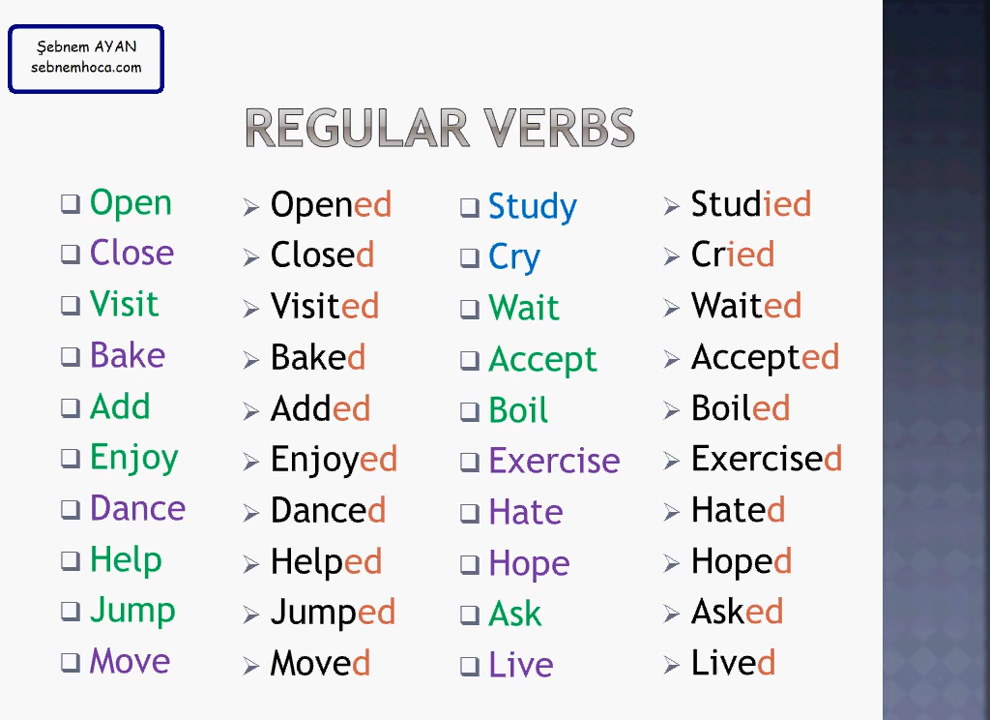 Şebnem AYAN
sebnemhoca.com
REGULAR VERBS
Open Opened Study Studied
Close Closed Cry Cried
Visit Visited Wait Waited
Bake Baked Accept Accepted
Add Added Boil Boiled
Enjoy Enjoyed Exercise Exercised
Dance Danced Hate Hated
Help Helped Hope Hoped
Jump Jumped Ask Asked
Move Moved Live Lived